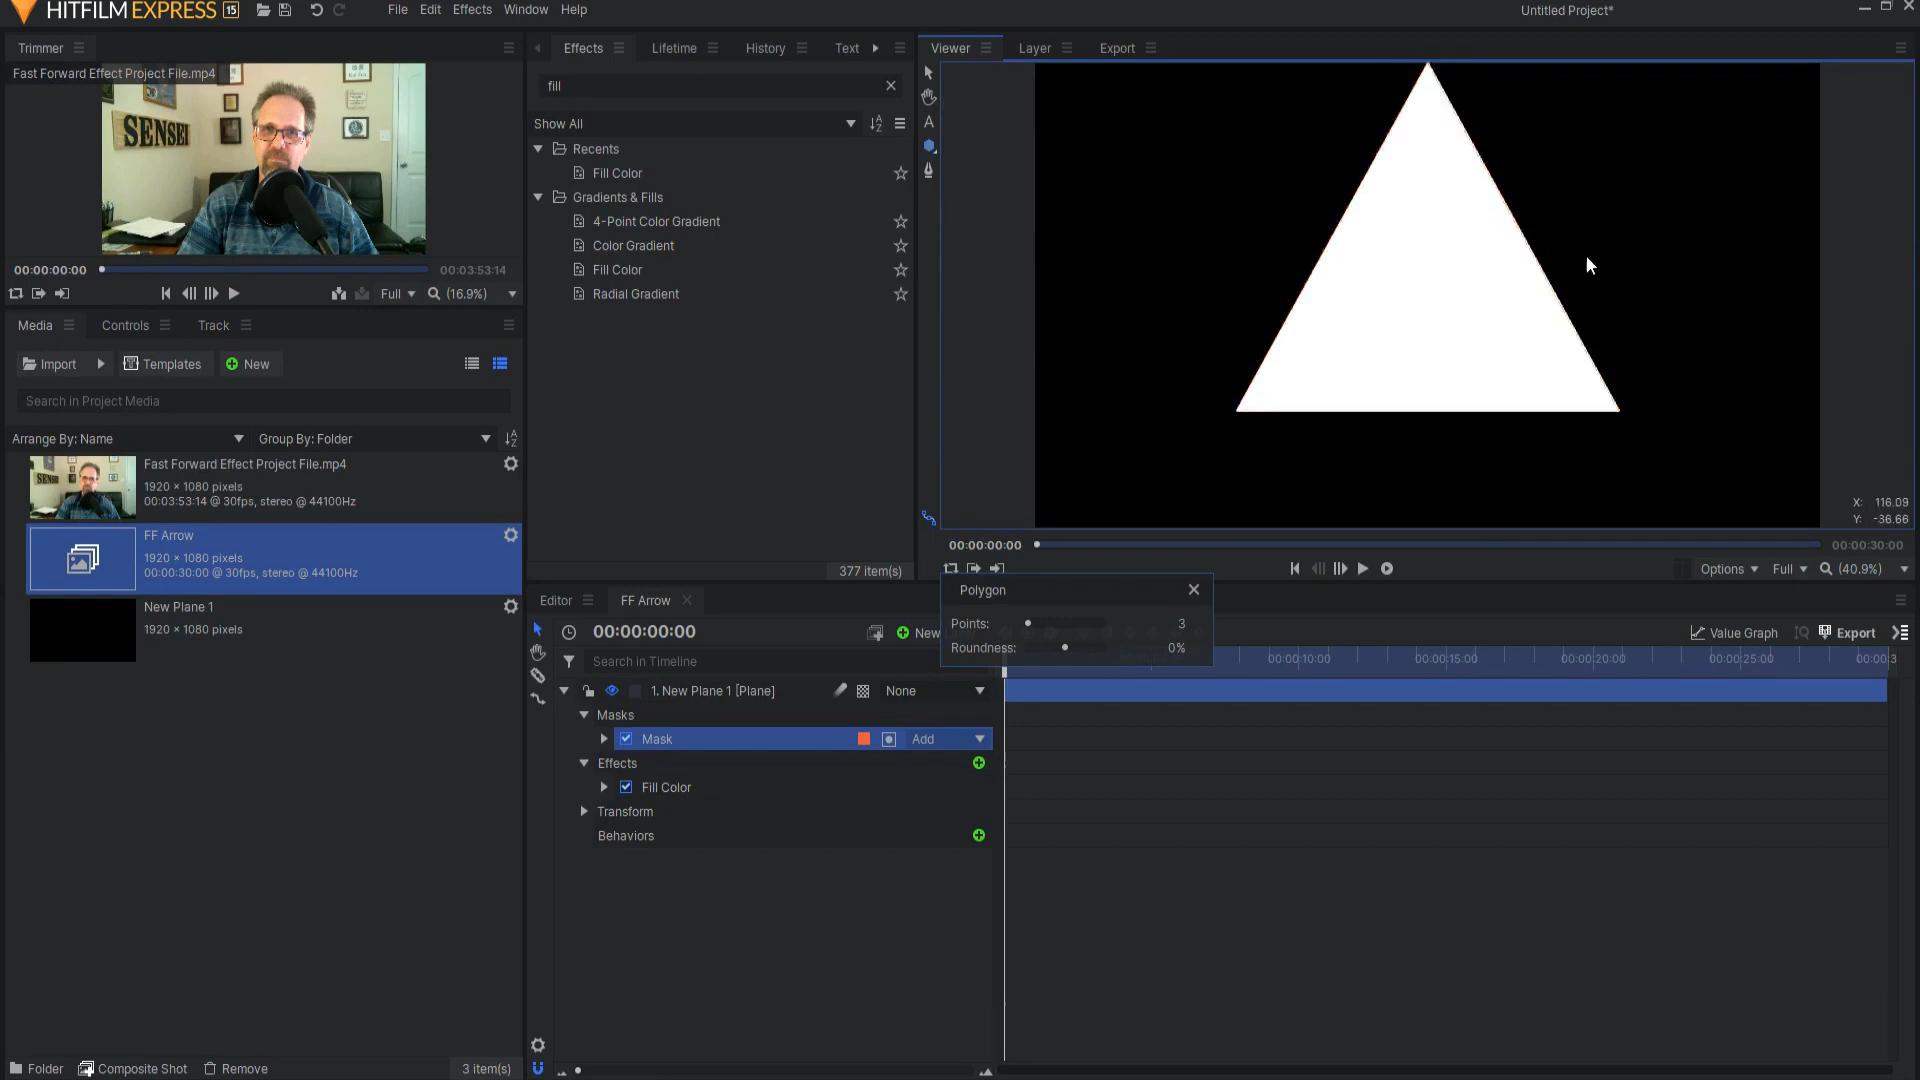 HITFILM EXPRESS 15
File Edit Effects Window Help
Untitled Project*
Trimmer
Fast Forward Effect Project File.mp4
SENSEI
00:00:00:00
00:03:53:14
Full
(16.9%)
Media Controls Track
Import Templates New
Search in Project Media
Arrange By: Name
Group By: Folder
Fast Forward Effect Project File.mp4
1920 × 1080 pixels
00:03:53:14 @ 30fps, stereo @ 44100Hz
FF Arrow
1920 × 1080 pixels
00:00:30:00 @ 30fps, stereo @ 44100Hz
New Plane 1
1920 × 1080 pixels
Folder Composite Shot Remove
3 item(s)
Effects Lifetime History Text
fill
Show All
Recents
Fill Color
Gradients & Fills
4-Point Color Gradient
Color Gradient
Fill Color
Radial Gradient
377 item(s)
Viewer Layer Export
A
X: 116.09
Y: -36.66
00:00:00:00
00:00:30:00
Options Full (40.9%)
Polygon
Points: 3
Roundness: 0%
Editor FF Arrow
00:00:00:00
New
Value Graph
Export
Search in Timeline
00:00:10:00 00:00:15:00 00:00:20:00 00:00:25:00 00:00:3
1. New Plane 1 [Plane]
None
Masks
Mask
Add
Effects
Fill Color
Transform
Behaviors